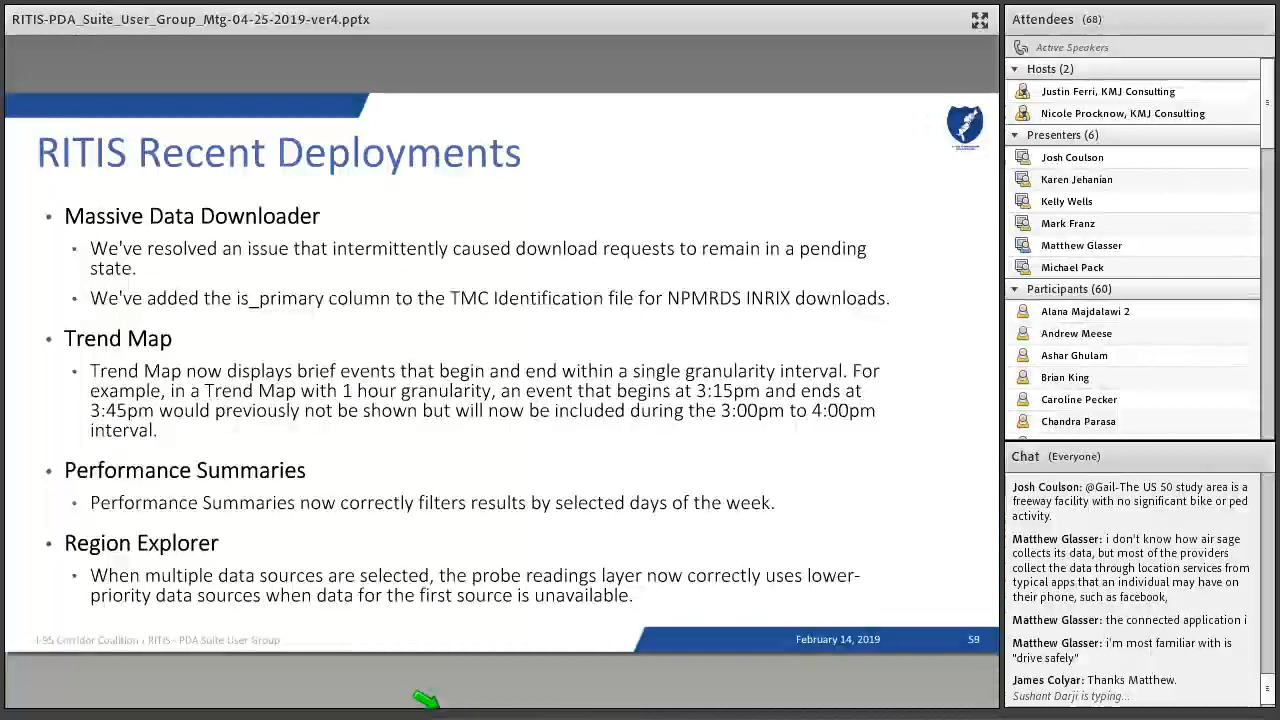 RITIS-PDA_Suite_User_Group_Mtg-04-25-2019-ver4.pptx
RITIS Recent Deployments
• Massive Data Downloader
• We've resolved an issue that intermittently caused download requests to remain in a pending
state.
• We've added the is_primary column to the TMC Identification file for NPMRDS INRIX downloads.
• Trend Map
• Trend Map now displays brief events that begin and end within a single granularity interval. For
example, in a Trend Map with 1 hour granularity, an event that begins at 3:15pm and ends at
3:45pm would previously not be shown but will now be included during the 3:00pm to 4:00pm
interval.
• Performance Summaries
• Performance Summaries now correctly filters results by selected days of the week.
• Region Explorer
• When multiple data sources are selected, the probe readings layer now correctly uses lower-
priority data sources when data for the first source is unavailable.
I-95 Corridor Coalition › RITIS - PDA Suite User Group
February 14, 2019
59
Attendees (68)
Active Speakers
Hosts (2)
Justin Ferri, KMJ Consulting
Nicole Procknow, KMJ Consulting
Presenters (6)
Josh Coulson
Karen Jehanian
Kelly Wells
Mark Franz
Matthew Glasser
Michael Pack
Participants (60)
Alana Majdalawi 2
Andrew Meese
Ashar Ghulam
Brian King
Caroline Pecker
Chandra Parasa
Chat (Everyone)
Josh Coulson: @Gail-The US 50 study area is a
freeway facility with no significant bike or ped
activity.
Matthew Glasser: i don't know how air sage
collects its data, but most of the providers
collect the data through location services from
typical apps that an individual may have on
their phone, such as facebook,
Matthew Glasser: the connected application i
Matthew Glasser: i'm most familiar with is
"drive safely"
James Colyar: Thanks Matthew.
Sushant Darji is typing...